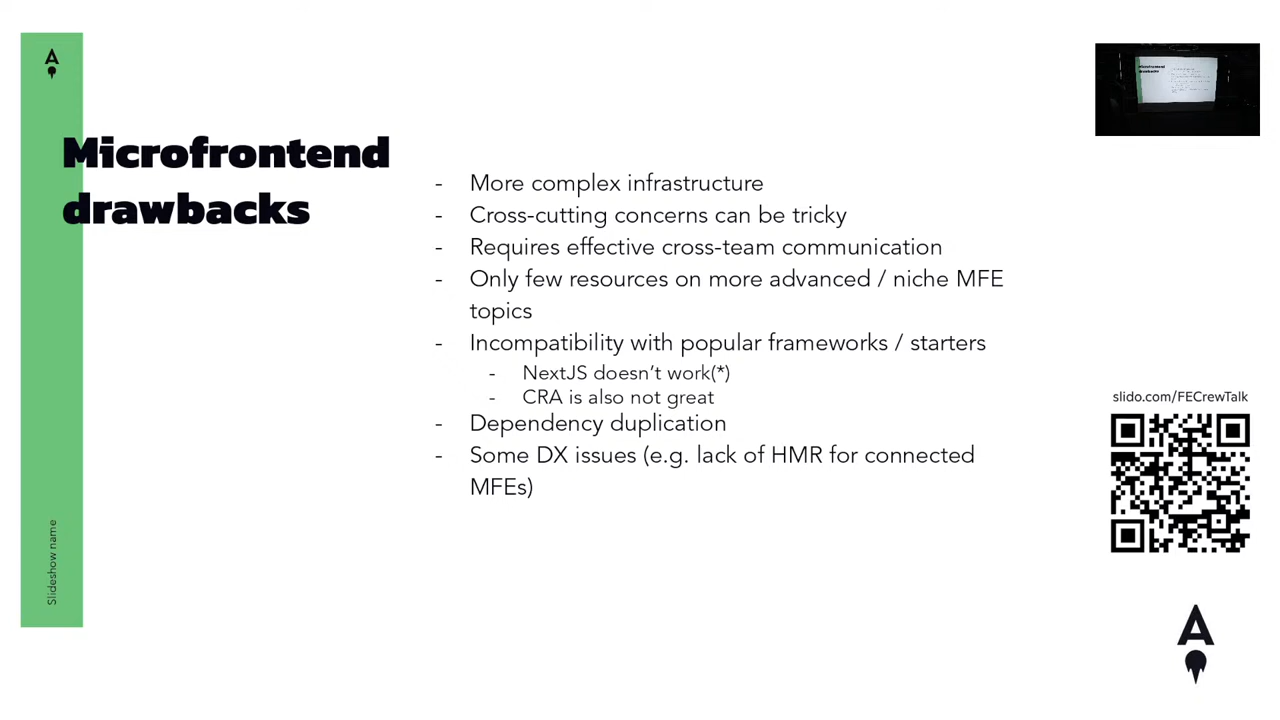 Microfrontend
drawbacks
- More complex infrastructure
- Cross-cutting concerns can be tricky
- Requires effective cross-team communication
- Only few resources on more advanced / niche MFE
topics
- Incompatibility with popular frameworks / starters
- NextJS doesn't work(*)
- CRA is also not great
- Dependency duplication
- Some DX issues (e.g. lack of HMR for connected
MFEs)
Slideshow name
slido.com/FECrewTalk
Microfrontend
drawbacks